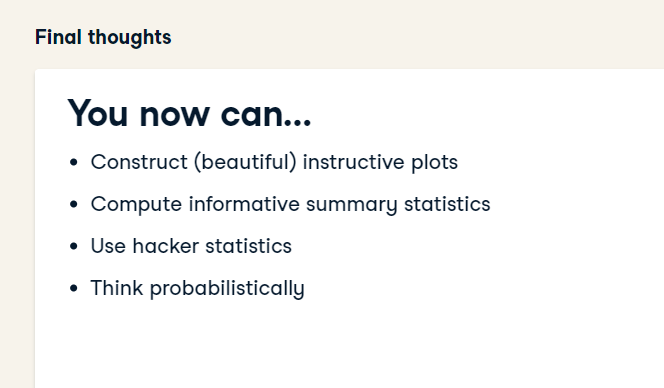 Final thoughts
You now can...
• Construct (beautiful) instructive plots
• Compute informative summary statistics
• Use hacker statistics
• Think probabilistically